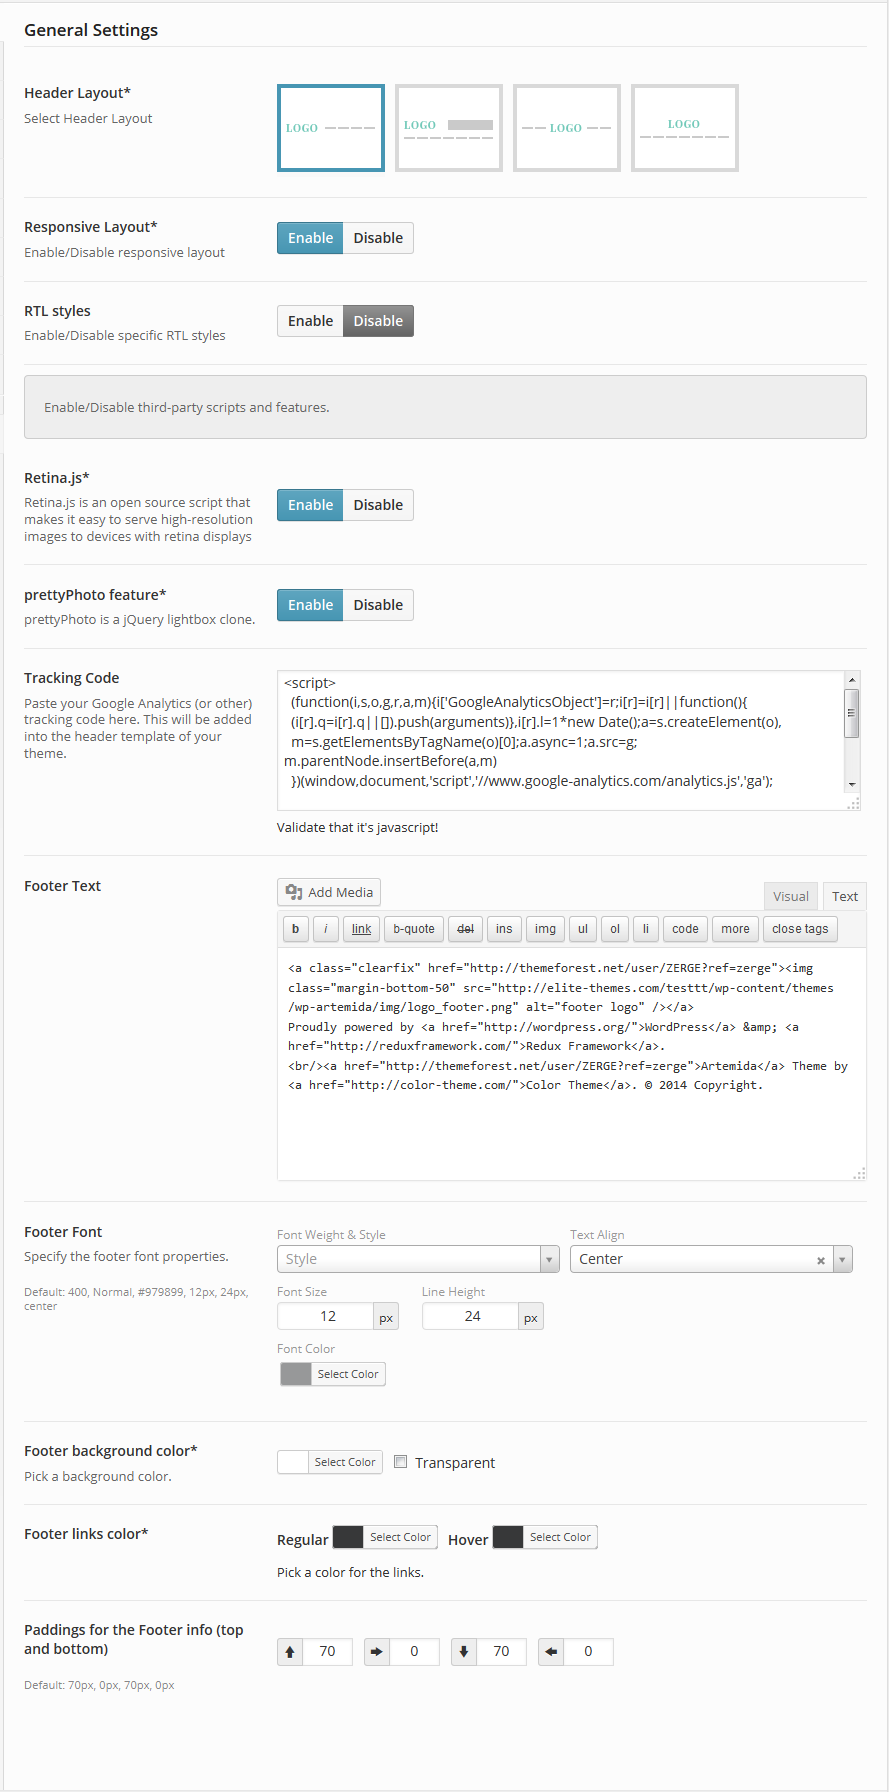 General Settings
Header Layout*
Select Header Layout
LOGO
LOGO
LOGO
LOGO
Responsive Layout*
Enable/Disable responsive layout
Enable Disable
RTL styles
Enable/Disable specific RTL styles
Enable Disable
Enable/Disable third-party scripts and features.
Retina.js*
Retina.js is an open source script that
makes it easy to serve high-resolution
images to devices with retina displays
Enable Disable
prettyPhoto feature*
prettyPhoto is a jQuery lightbox clone.
Enable Disable
Tracking Code
Paste your Google Analytics (or other)
tracking code here. This will be added
into the header template of your
theme.
<script>
(function(i,s,o,g,r,a,m){i['GoogleAnalyticsObject']=r;i[r]=i[r]||function(){
(i[r].q=i[r].q||[]).push(arguments)},i[r].l=1*new Date();a=s.createElement(o),
m=s.getElementsByTagName(o)[0];a.async=1;a.src=g;
m.parentNode.insertBefore(a,m)
})(window,document,'script','//www.google-analytics.com/analytics.js','ga');
Validate that it's javascript!
Footer Text
Add Media
Visual Text
b i link b-quote del ins img ul ol li code more close tags
<a class="clearfix" href="http://themeforest.net/user/ZERGE?ref=zerge"><img
class="margin-bottom-50" src="http://elite-themes.com/testtt/wp-content/themes
/wp-artemida/img/logo_footer.png" alt="footer logo" /></a>
Proudly powered by <a href="http://wordpress.org/">WordPress</a> &amp; <a
href="http://reduxframework.com/">Redux Framework</a>.
<br/><a href="http://themeforest.net/user/ZERGE?ref=zerge">Artemida</a> Theme by
<a href="http://color-theme.com/">Color Theme</a>. © 2014 Copyright.
Footer Font
Specify the footer font properties.
Default: 400, Normal, #979899, 12px, 24px,
center
Font Weight & Style Text Align
Style Center
Font Size Line Height
12 px 24 px
Font Color
Select Color
Footer background color*
Pick a background color.
Select Color Transparent
Footer links color*
Regular Select Color Hover Select Color
Pick a color for the links.
Paddings for the Footer info (top
and bottom)
Default: 70px, 0px, 70px, 0px
70 0 70 0